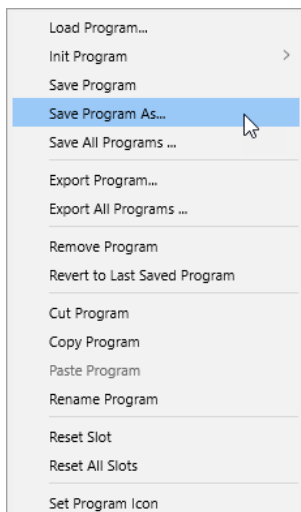 Load Program...
Init Program
Save Program
Save Program As...
Save All Programs ...
Export Program...
Export All Programs ...
Remove Program
Revert to Last Saved Program
Cut Program
Copy Program
Paste Program
Rename Program
Reset Slot
Reset All Slots
Set Program Icon